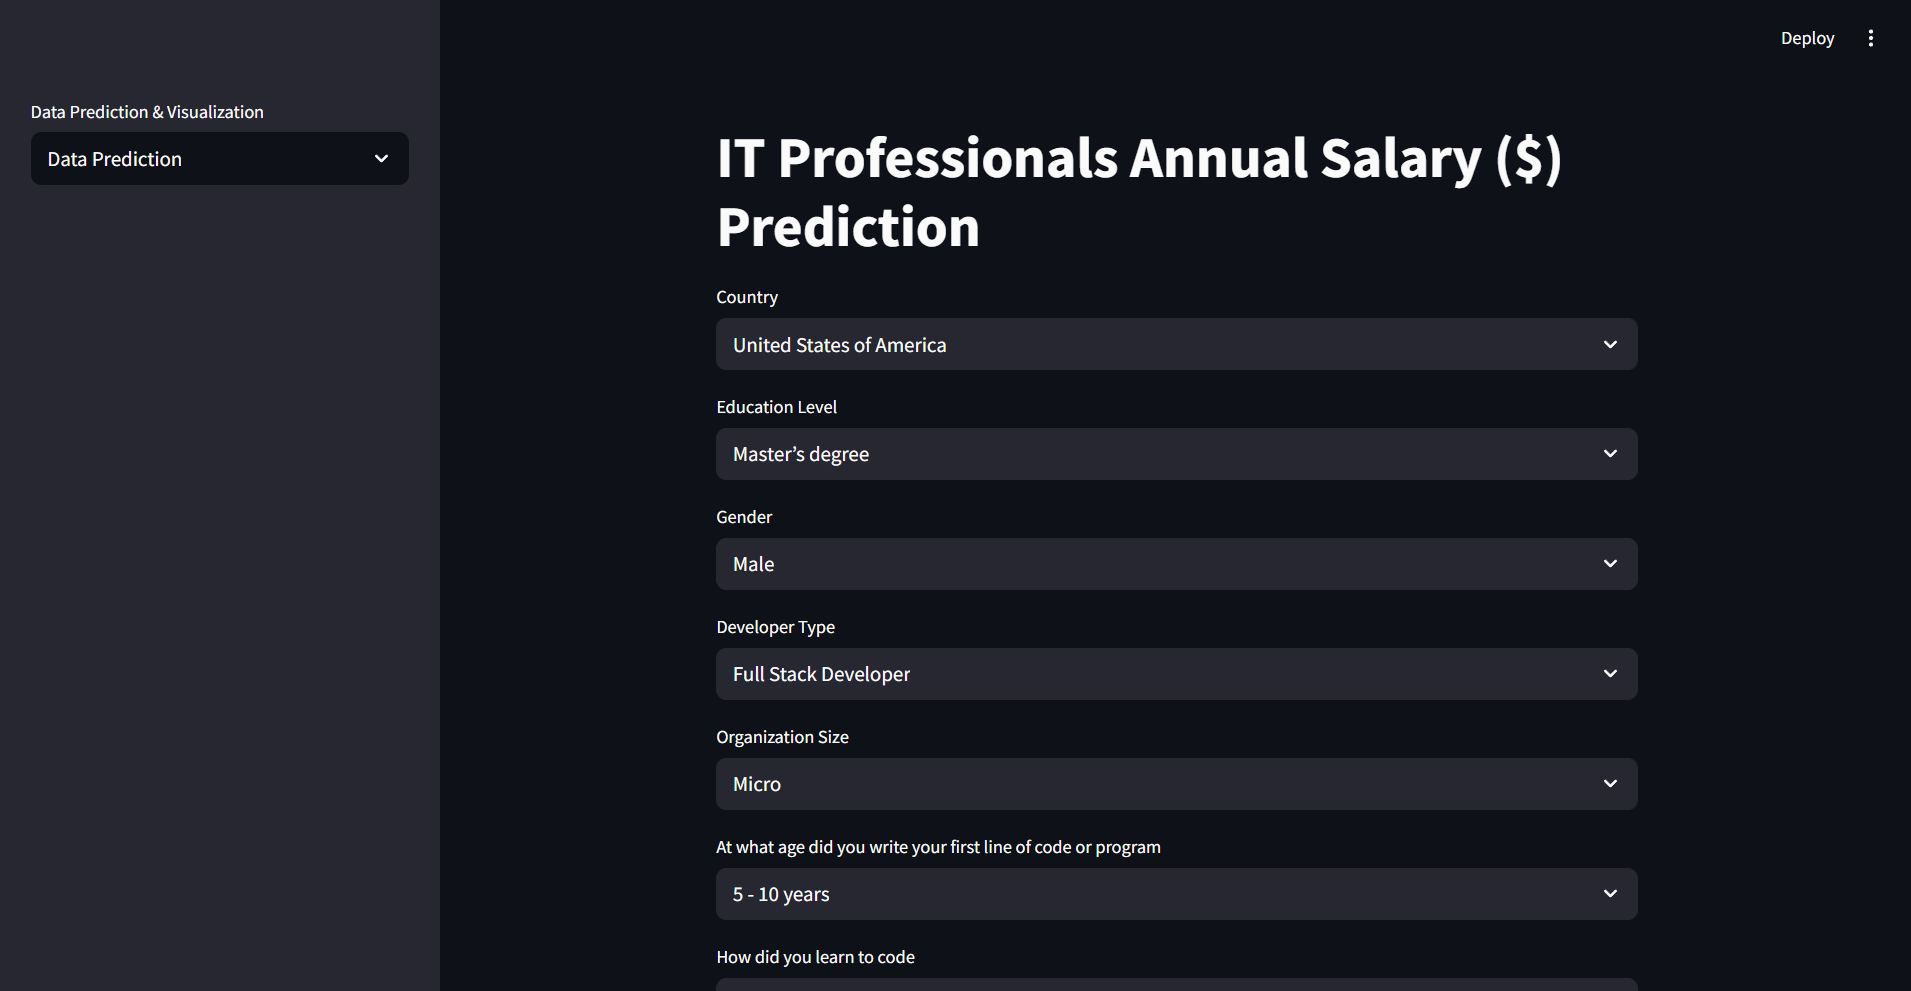 Deploy
Data Prediction & Visualization
Data Prediction
IT Professionals Annual Salary ($)
Prediction
Country
United States of America
Education Level
Master’s degree
Gender
Male
Developer Type
Full Stack Developer
Organization Size
Micro
At what age did you write your first line of code or program
5 - 10 years
How did you learn to code